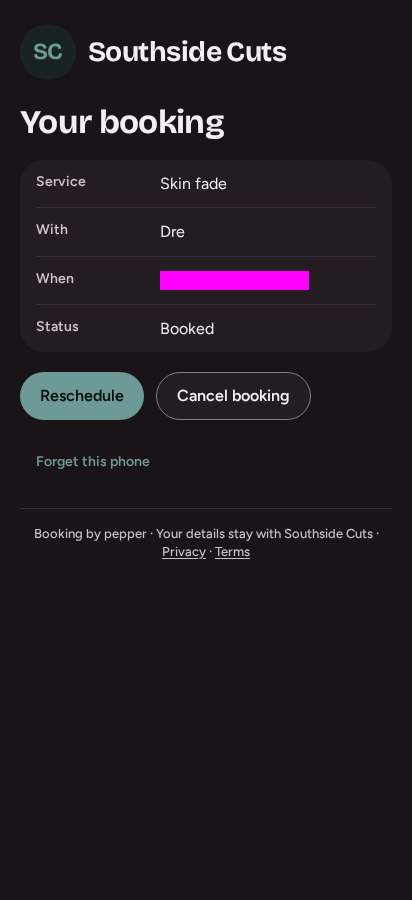 SC
Southside Cuts
Your booking
Service
Skin fade
With
Dre
When
Status
Booked
Reschedule
Cancel booking
Forget this phone
Booking by pepper · Your details stay with Southside Cuts ·
Privacy · Terms